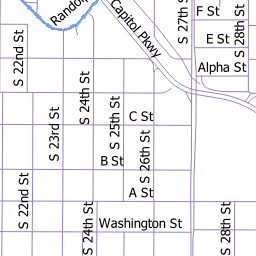 Randolp
Capitol Pkwy
S 27th St
F St
E St
S 28th St
Alpha St
S 22nd St
S 24th St
S 25th St
C St
S 23rd St
S 26th St
B St
A St
S 22nd St
Washington St
S 24th St
S 28th St